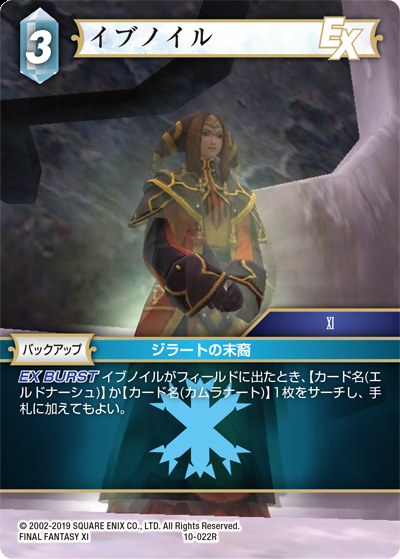 3 イブノイル EX
XI
バックアップ ジラートの末裔
EX BURST イブノイルがフィールドに出たとき、【カード名(エ
ルドナーシュ)】か【カード名(カムラナート)】1枚をサーチし、手
札に加えてもよい。
© 2002-2019 SQUARE ENIX CO., LTD. All Rights Reserved.
FINAL FANTASY XI 10-022R